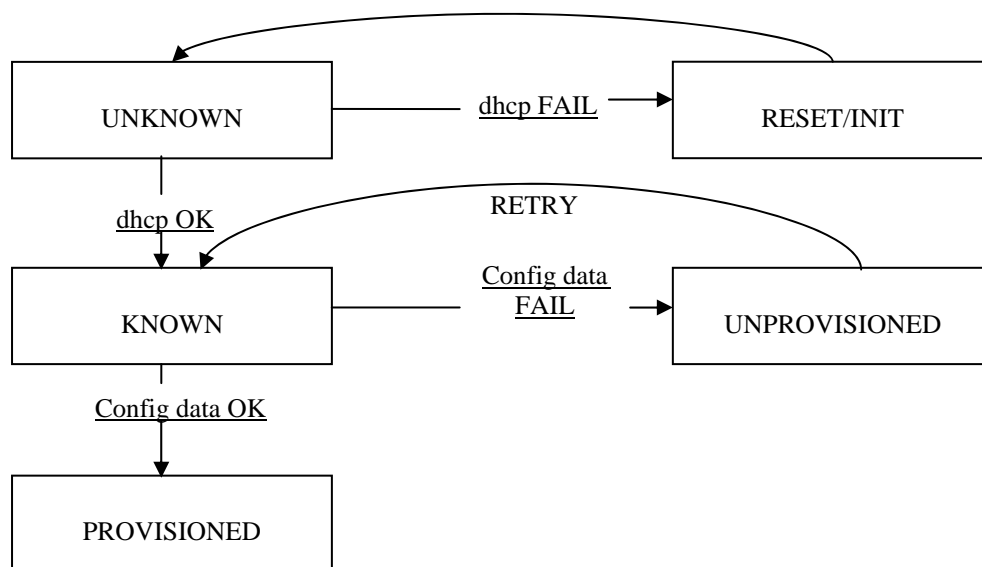 UNKNOWN
dhcp FAIL
RESET/INIT
dhcp OK
RETRY
KNOWN
Config data
FAIL
UNPROVISIONED
Config data OK
PROVISIONED